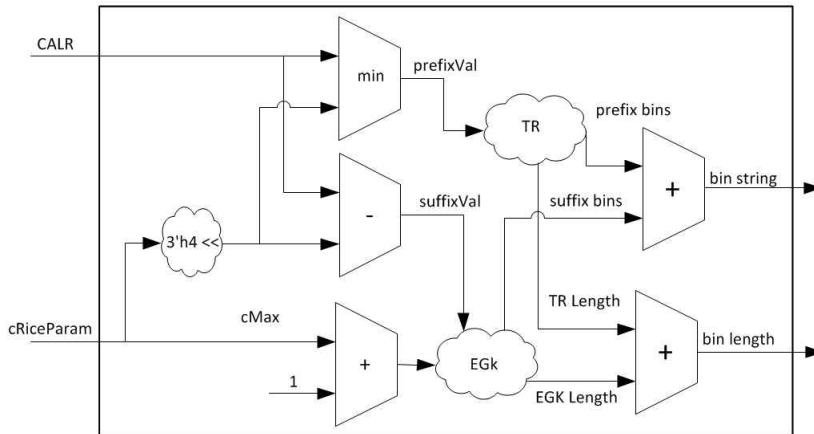 CALR
min
prefixVal
TR
prefix bins
+
bin string
-
suffixVal
suffix bins
3'h4 <<
TR Length
cRiceParam
cMax
+
bin length
+
EGk
1
EGK Length